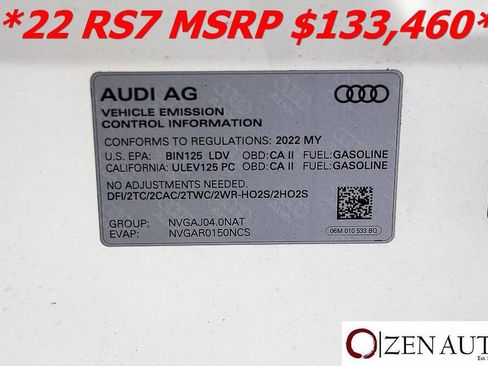 *22 RS7 MSRP $133,460*
AUDI AG
VEHICLE EMISSION
CONTROL INFORMATION
CONFORMS TO REGULATIONS: 2022 MY
U.S. EPA: BIN125 LDV OBD:CA II FUEL:GASOLINE
CALIFORNIA: ULEV125 PC OBD:CA II FUEL:GASOLINE
NO ADJUSTMENTS NEEDED.
DFI/2TC/2CAC/2TWC/2WR-HO2S/2HO2S
GROUP: NVGAJ04.0NAT
EVAP: NVGAR0150NCS
06M 010 533 BQ
ZEN AUT
Est.